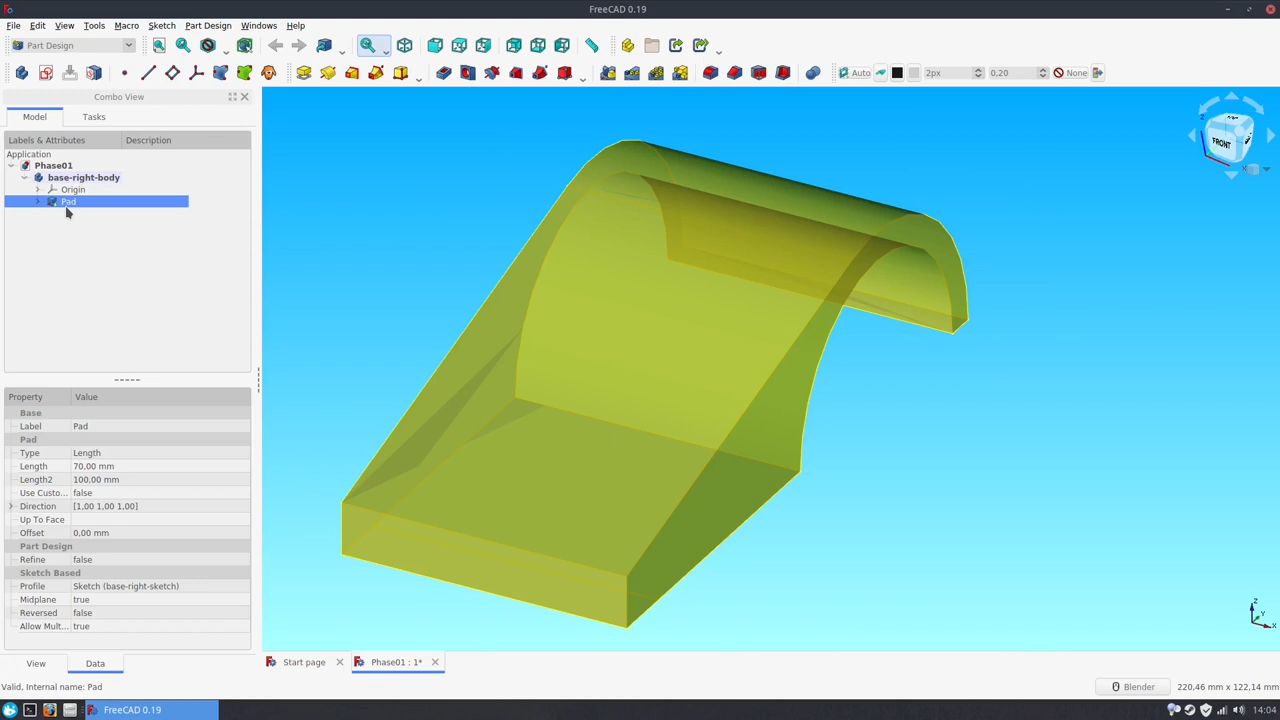 FreeCAD 0.19
File Edit View Tools Macro Sketch Part Design Windows Help
Part Design
Auto 2px 0,20 None
Combo View
Model Tasks
Labels & Attributes Description
Application
Phase01
base-right-body
Origin
Pad
FRONT
Property Value
Base
Label Pad
Pad
Type Length
Length 70,00 mm
Length2 100,00 mm
Use Custo... false
Direction [1,00 1,00 1,00]
Up To Face
Offset 0,00 mm
Part Design
Refine false
Sketch Based
Profile Sketch (base-right-sketch)
Midplane true
Reversed false
Allow Mult... true
Z
Y
X
View Data
Start page Phase01 : 1*
Valid, Internal name: Pad
Blender 220,46 mm x 122,14 mm
FreeCAD 0.19
14:04